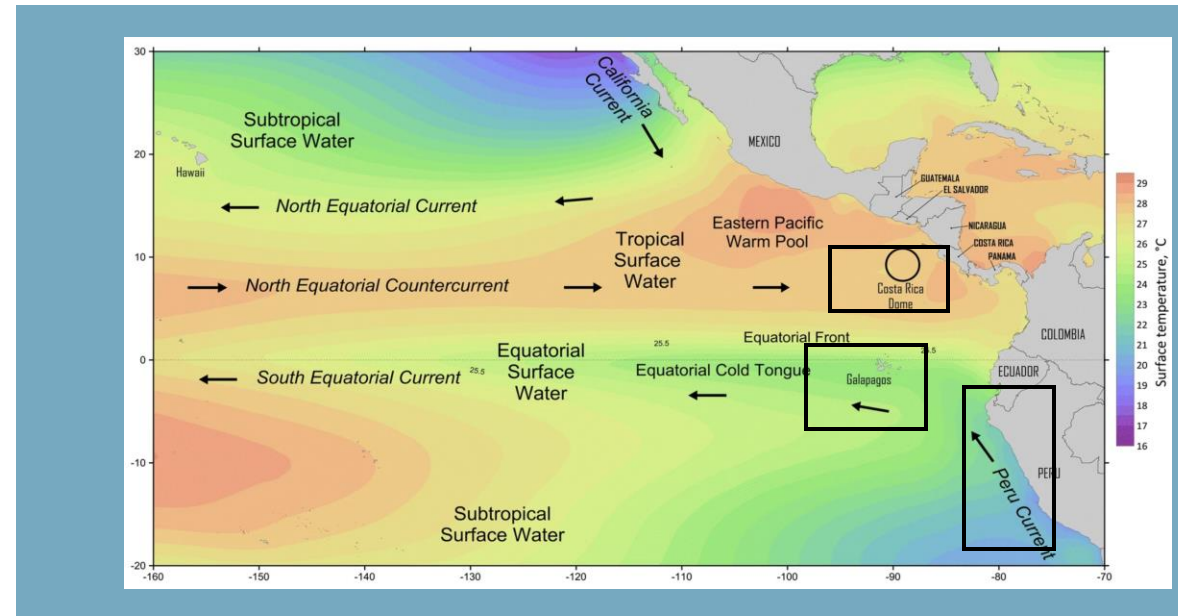 30
20
10
0
-10
-20
-160
-150
-140
-130
-120
-110
-100
-90
-80
-70
California
Current
Subtropical
Surface Water
Hawaii
MEXICO
GUATEMALA
EL SALVADOR
NICARAGUA
COSTA RICA
PANAMA
North Equatorial Current
Eastern Pacific
Warm Pool
Tropical
Surface
Water
North Equatorial Countercurrent
Costa Rica
Dome
COLOMBIA
Equatorial Front
25.5
Equatorial
Surface
Water
Equatorial Cold Tongue
Galapagos
ECUADOR
South Equatorial Current
25.5
PERU
Peru Current
Subtropical
Surface Water
29
28
27
26
25
24
23
22
21
20
19
18
17
16
Surface temperature, °C